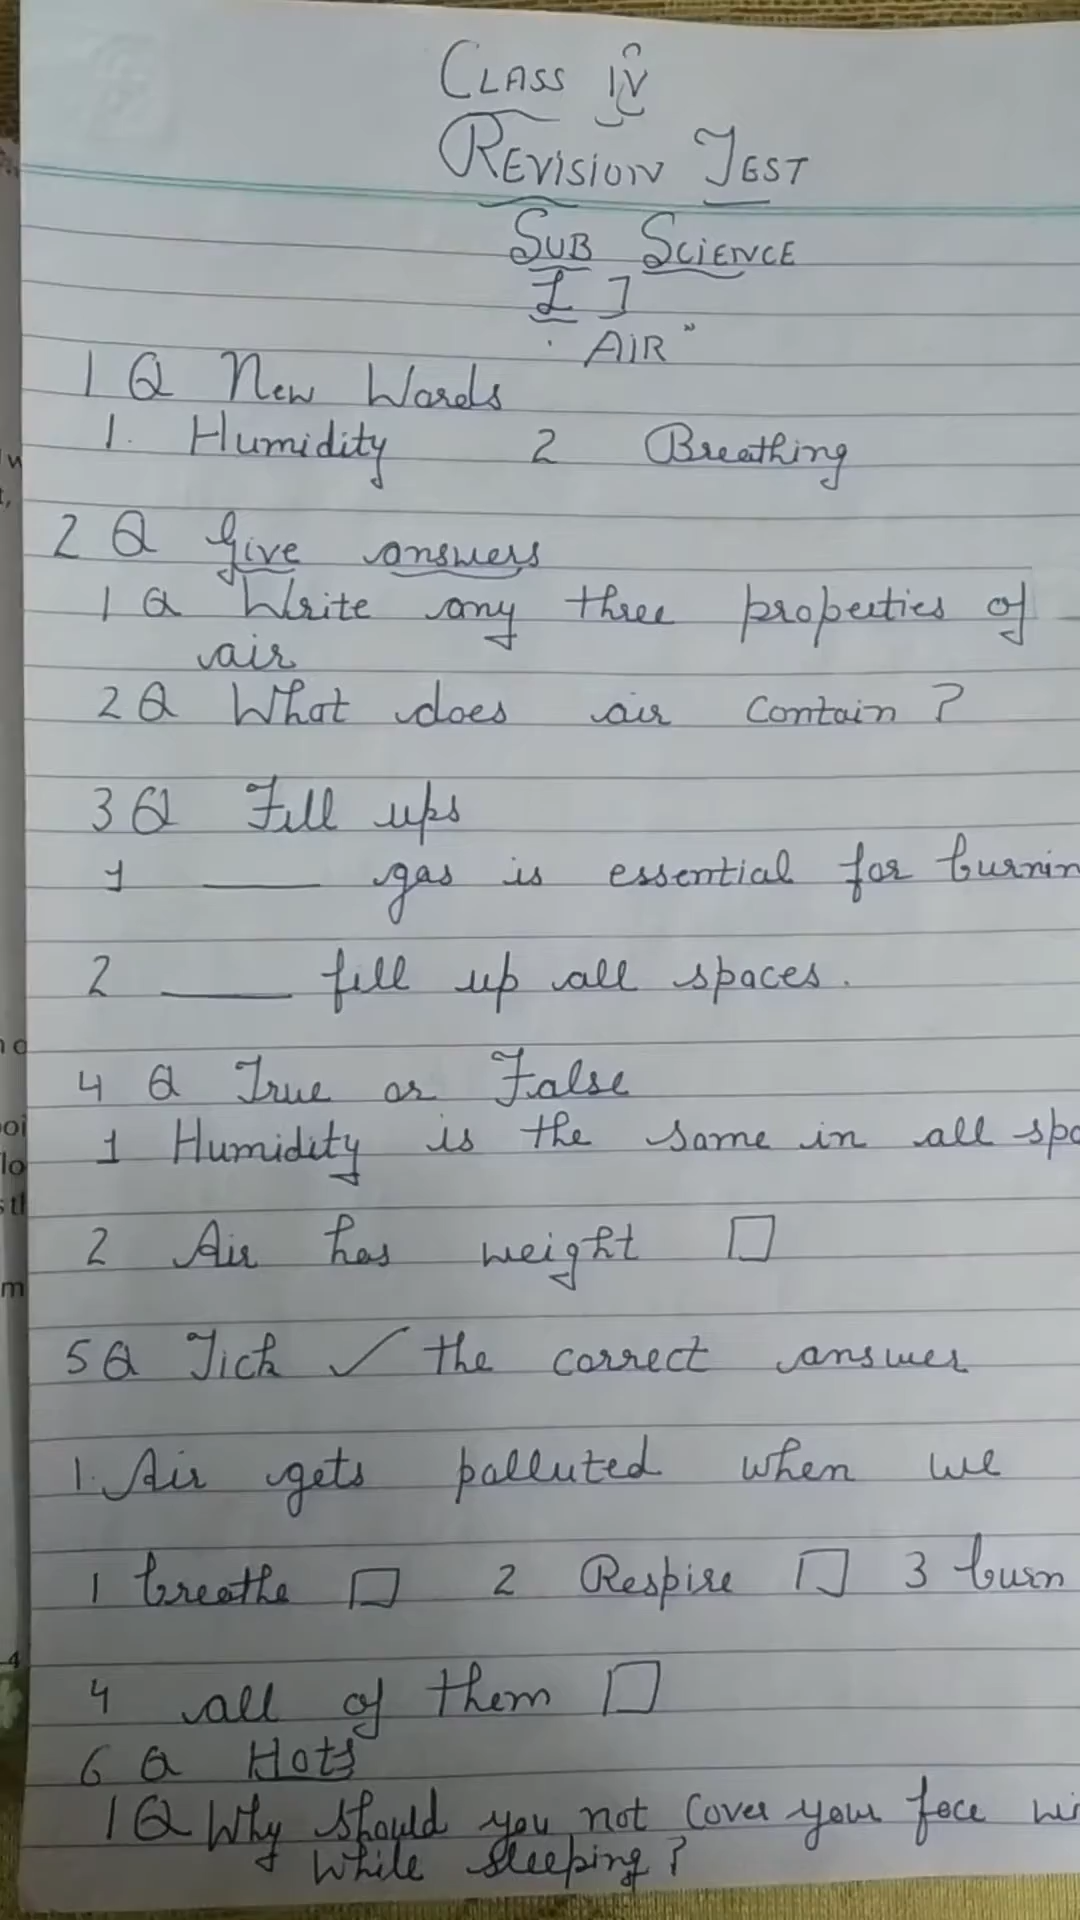 CLASS IV
REVISION TEST
SUB SCIENCE
L 7
"AIR"
1 Q New Words
1. Humidity 2 Breathing
2 Q Give answers
1 Q Write any three properties of
air
2 Q What does air contain ?
3 Q Fill ups
1 ____ gas is essential for burnin
2 ____ fill up all spaces.
4 Q True or False
1 Humidity is the same in all spa
2 Air has weight
5 Q Tick ✓ the correct answer
1. Air gets polluted when we
1 breathe 2 Respire 3 burn
4 all of them
6 Q Hots
1 Q Why should you not cover your face wi
while sleeping ?